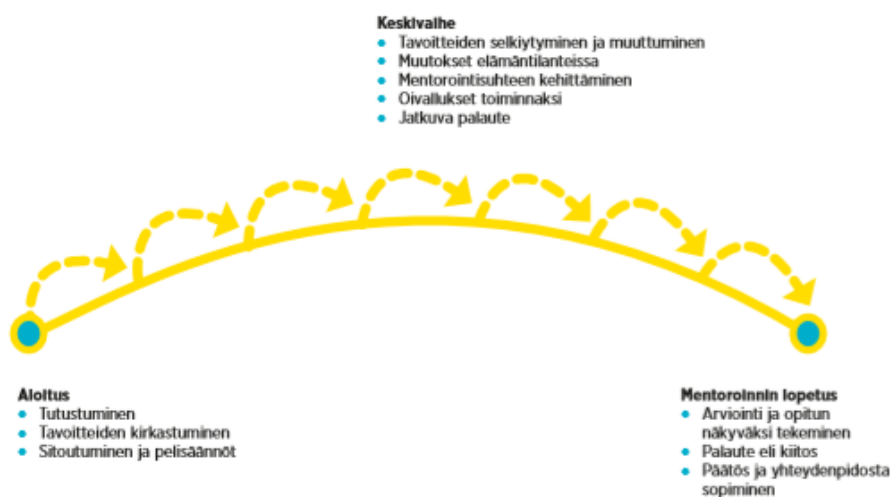 Keskivaihe
Tavoitteiden selkiytyminen ja muuttuminen
Muutokset elämäntilanteissa
Mentorointisuhteen kehittäminen
Oivallukset toiminnaksi
Jatkuva palaute
Aloitus
Tutustuminen
Tavoitteiden kirkastuminen
Sitoutuminen ja pelisäännöt
Mentoroinnin lopetus
Arviointi ja opitun
näkyväksi tekeminen
Palaute eli kiitos
Päätös ja yhteydenpidosta
sopiminen